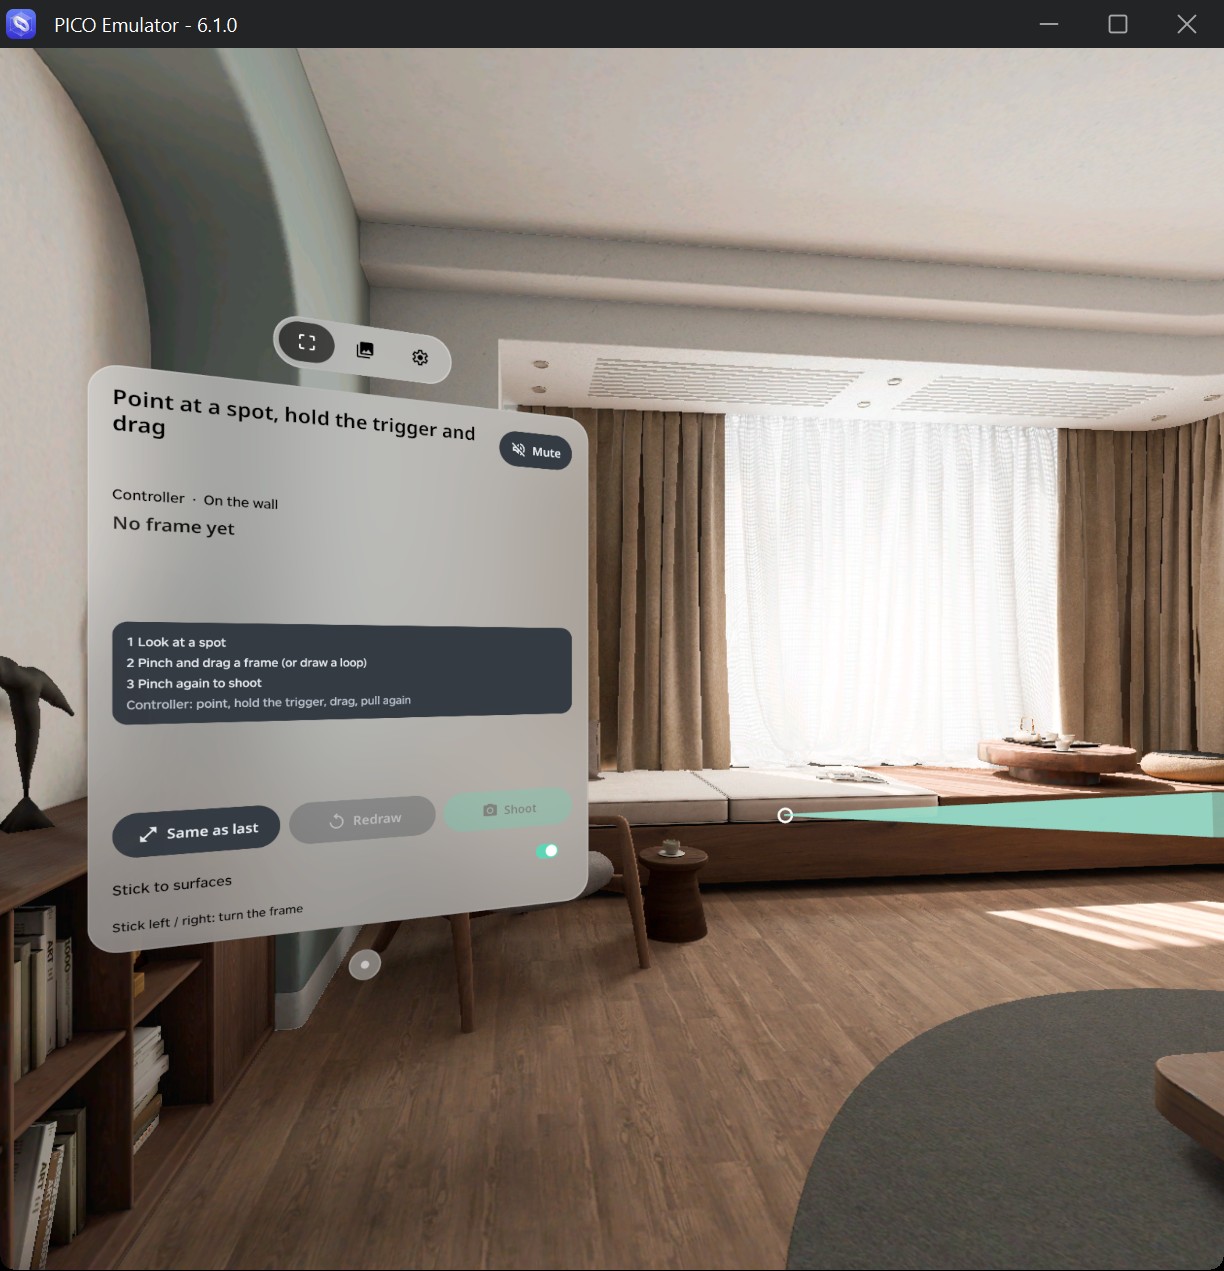 PICO Emulator - 6.1.0
Point at a spot, hold the trigger and
drag
Mute
Controller · On the wall
No frame yet
1 Look at a spot
2 Pinch and drag a frame (or draw a loop)
3 Pinch again to shoot
Controller: point, hold the trigger, drag, pull again
Same as last
Redraw
Shoot
Stick to surfaces
Stick left / right: turn the frame